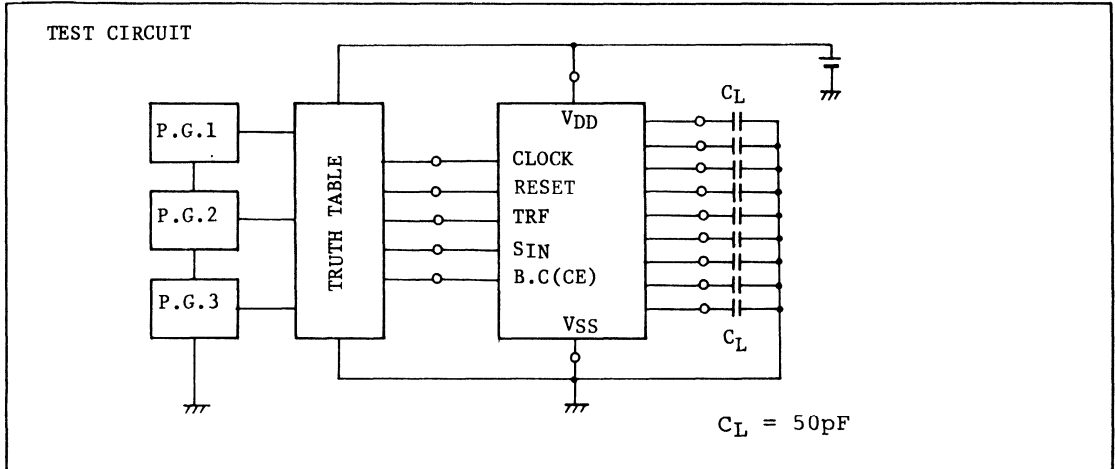 TEST CIRCUIT
P.G.1
P.G.2
P.G.3
TRUTH TABLE
VDD
CLOCK
RESET
TRF
SIN
B.C(CE)
VSS
CL
CL
CL = 50pF